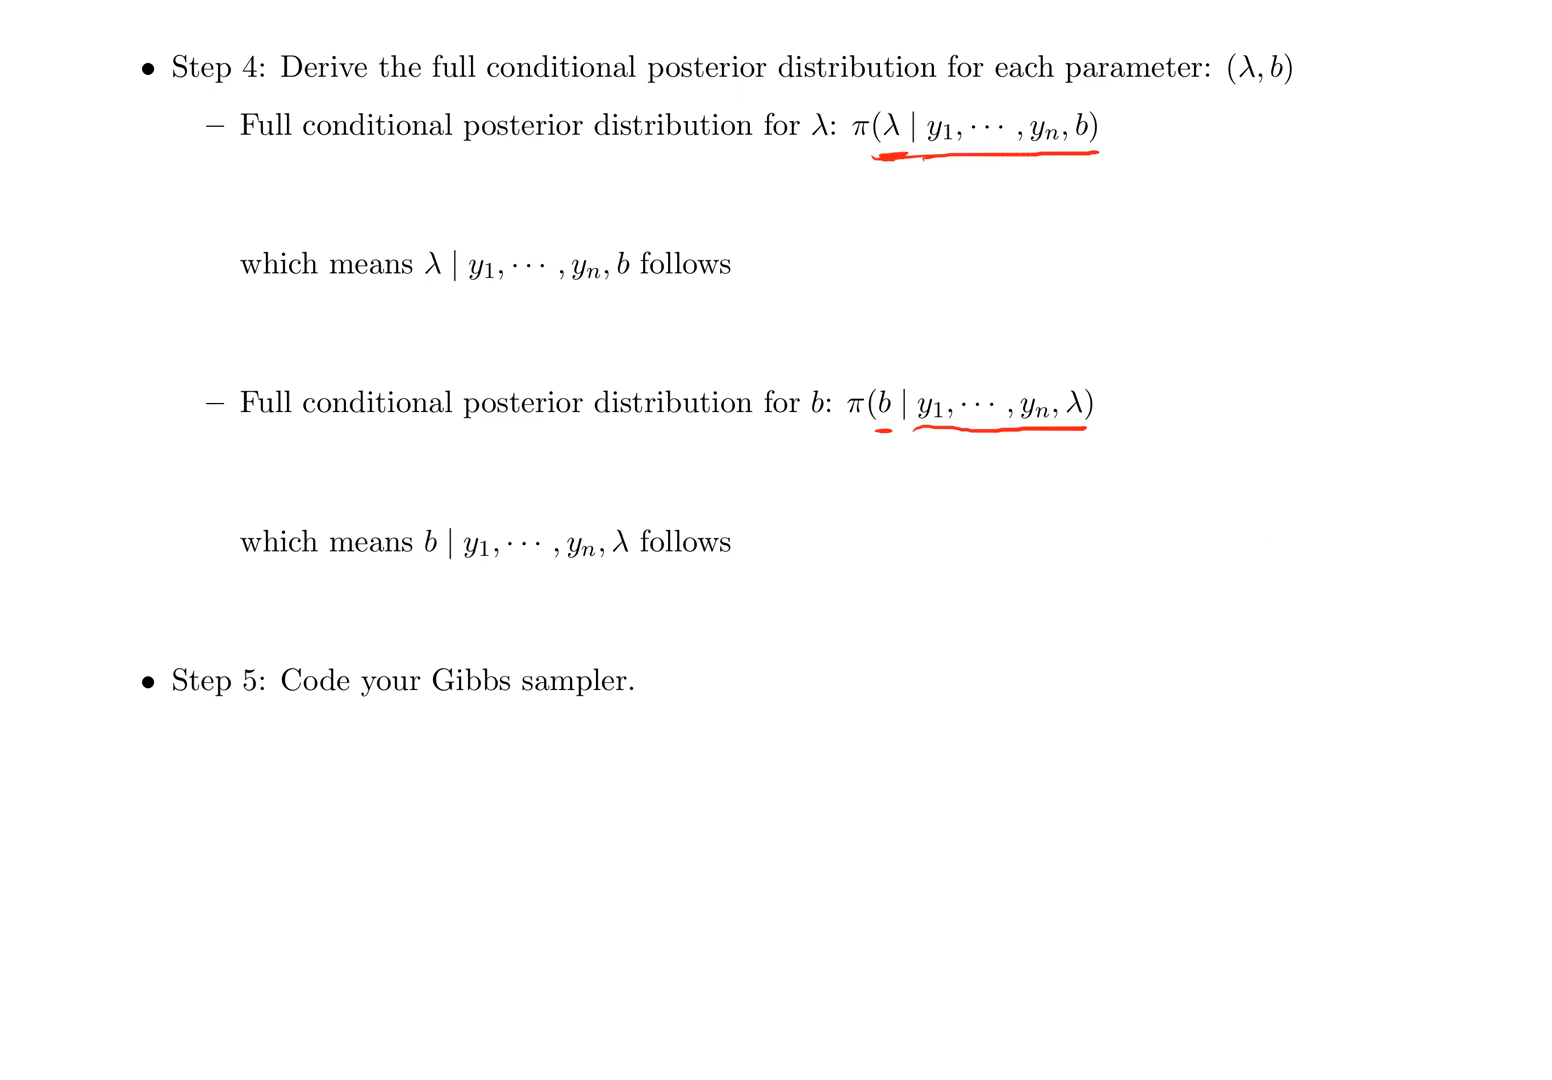 • Step 4: Derive the full conditional posterior distribution for each parameter: (λ, b)
– Full conditional posterior distribution for λ: π(λ | y₁, ⋯ , yₙ, b)
which means λ | y₁, ⋯ , yₙ, b follows
– Full conditional posterior distribution for b: π(b | y₁, ⋯ , yₙ, λ)
which means b | y₁, ⋯ , yₙ, λ follows
• Step 5: Code your Gibbs sampler.